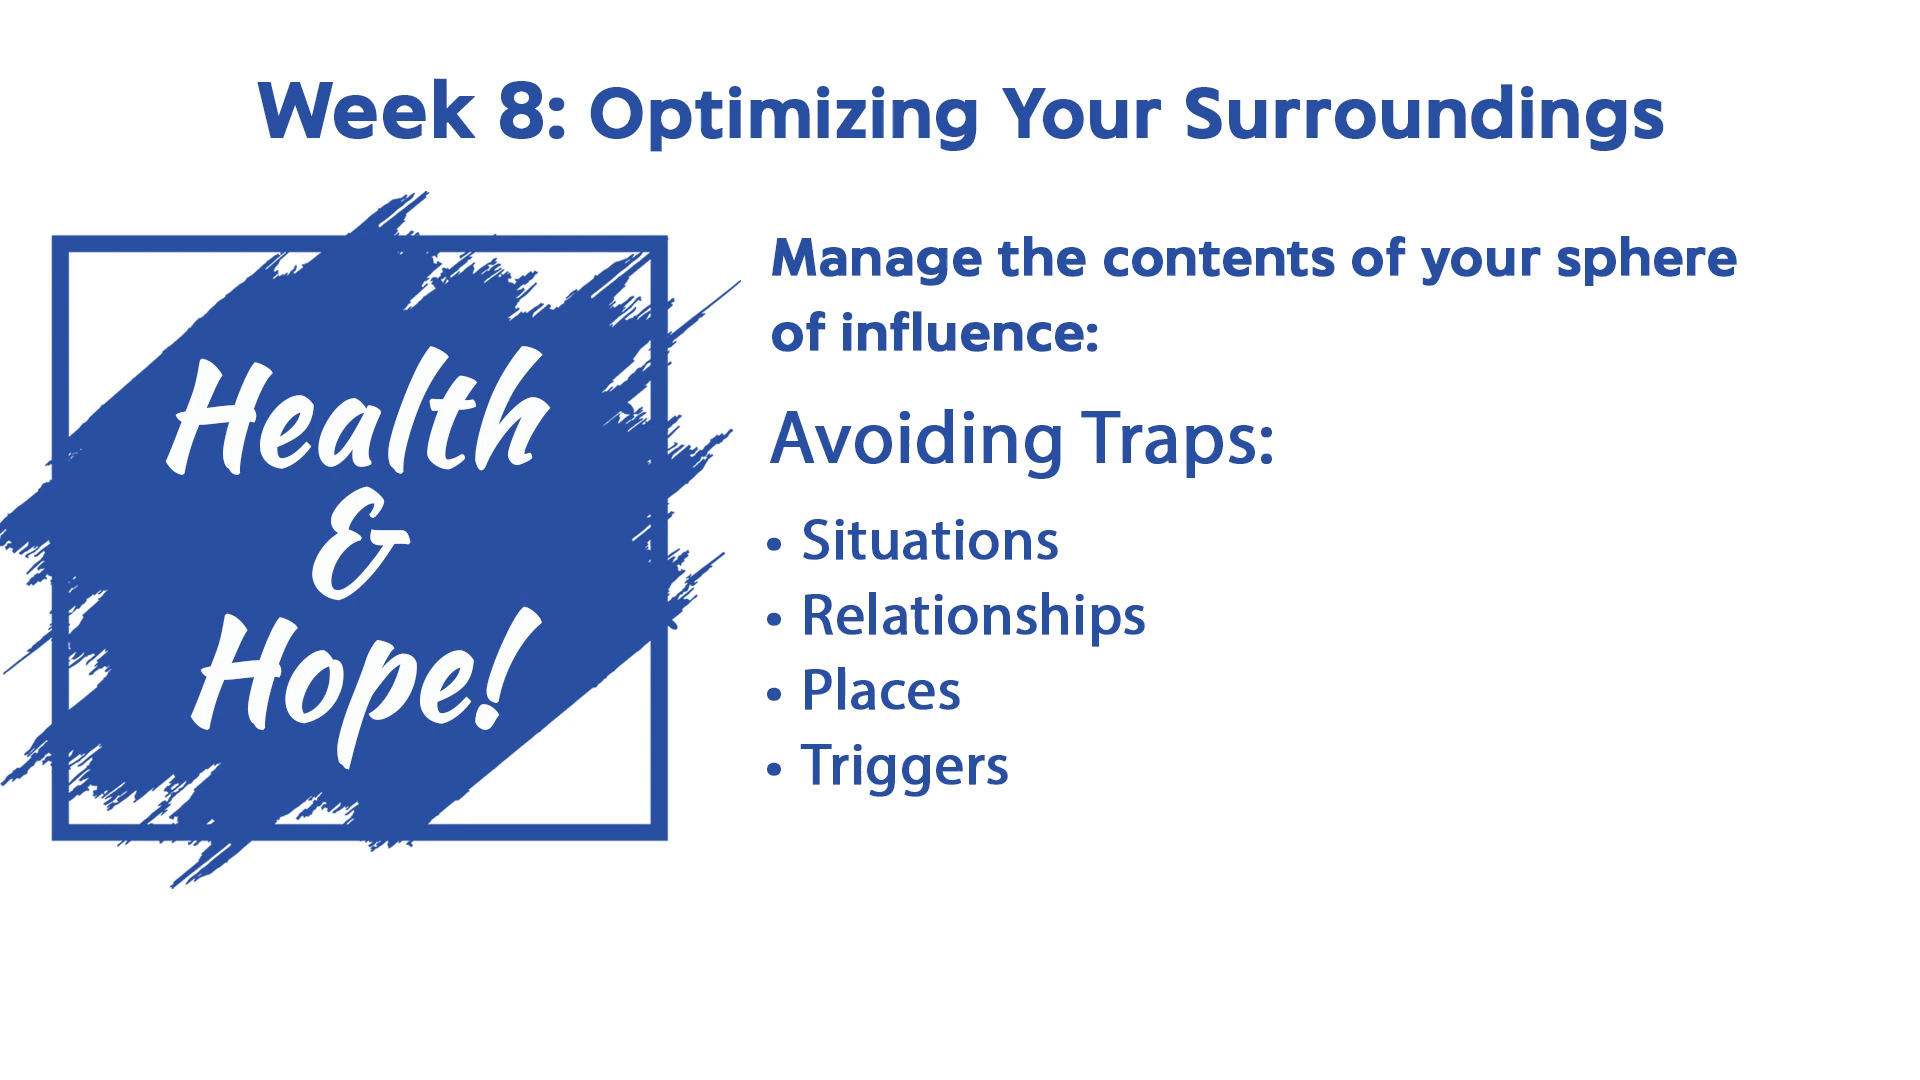 Week 8: Optimizing Your Surroundings
Health
&
Hope!
Manage the contents of your sphere
of influence:
Avoiding Traps:
• Situations
• Relationships
• Places
• Triggers